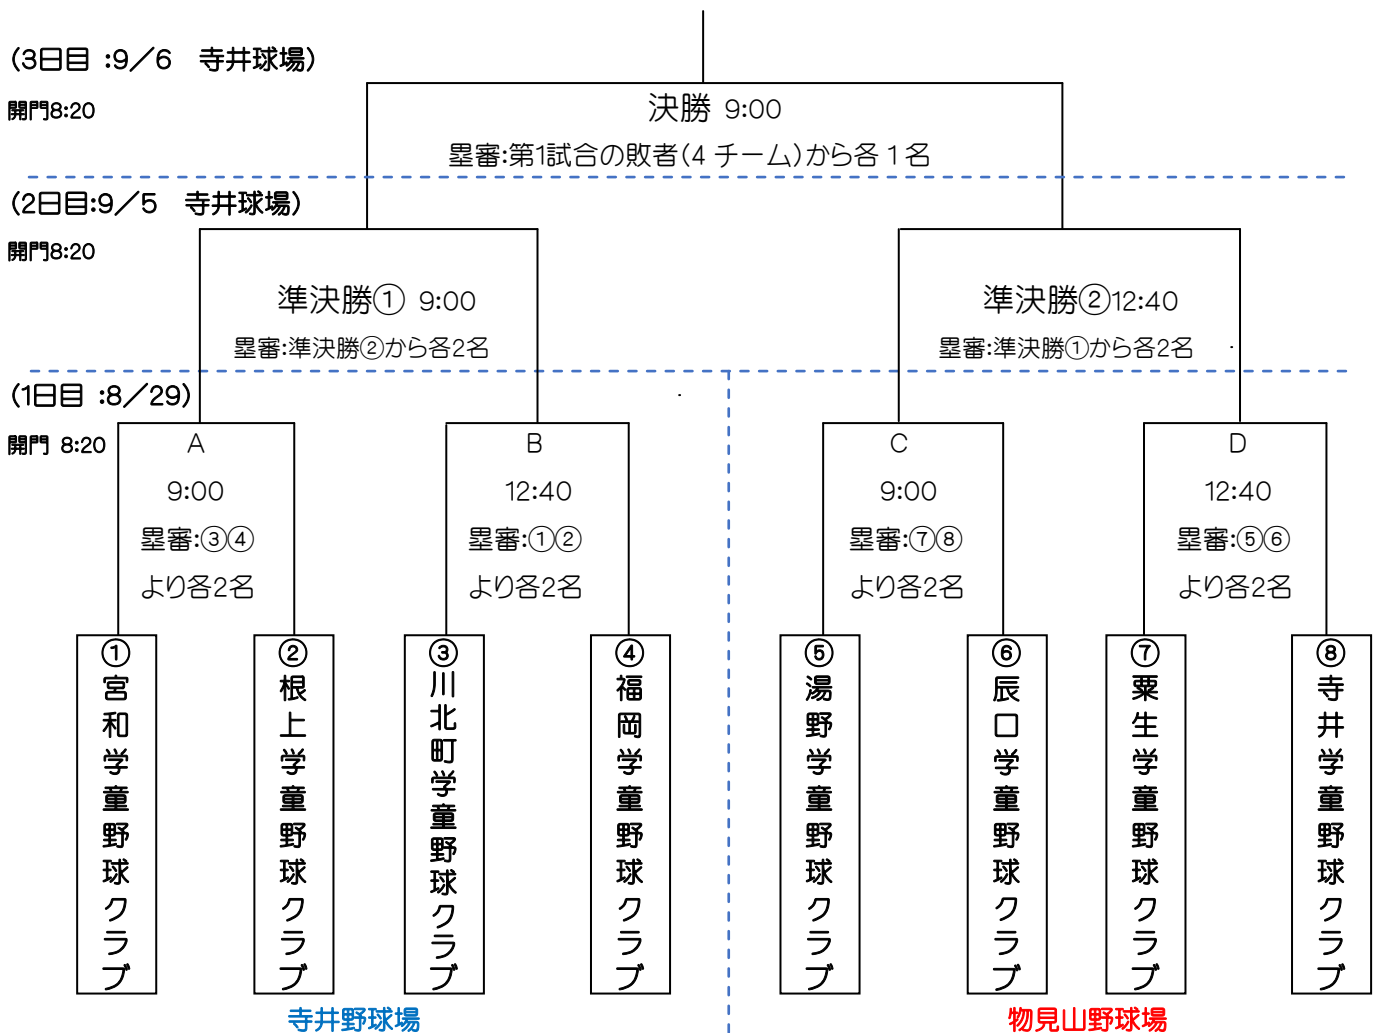 (3日目 :9／6　寺井球場)
開門8:20
決勝 9:00
塁審:第1試合の敗者(4 チーム)から各１名
(2日目:9／5　寺井球場)
開門8:20
準決勝① 9:00
塁審:準決勝②から各2名
準決勝②12:40
塁審:準決勝①から各2名
(1日目 :8／29)
開門 8:20
A
9:00
塁審:③④
より各2名
B
12:40
塁審:①②
より各2名
C
9:00
塁審:⑦⑧
より各2名
D
12:40
塁審:⑤⑥
より各2名
①宮和学童野球クラブ
②根上学童野球クラブ
③川北町学童野球クラブ
④福岡学童野球クラブ
⑤湯野学童野球クラブ
⑥辰口学童野球クラブ
⑦粟生学童野球クラブ
⑧寺井学童野球クラブ
寺井野球場
物見山野球場